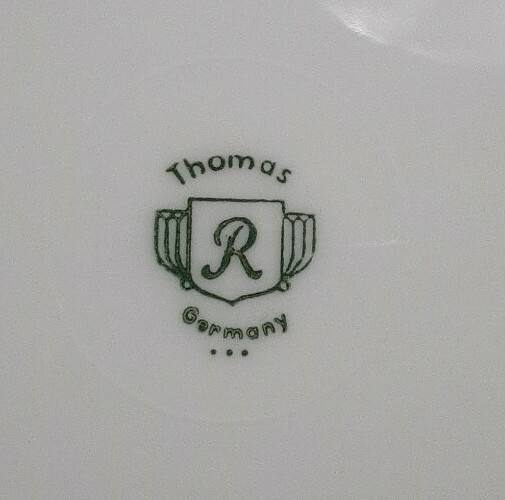 Thomas
R
Germany
...